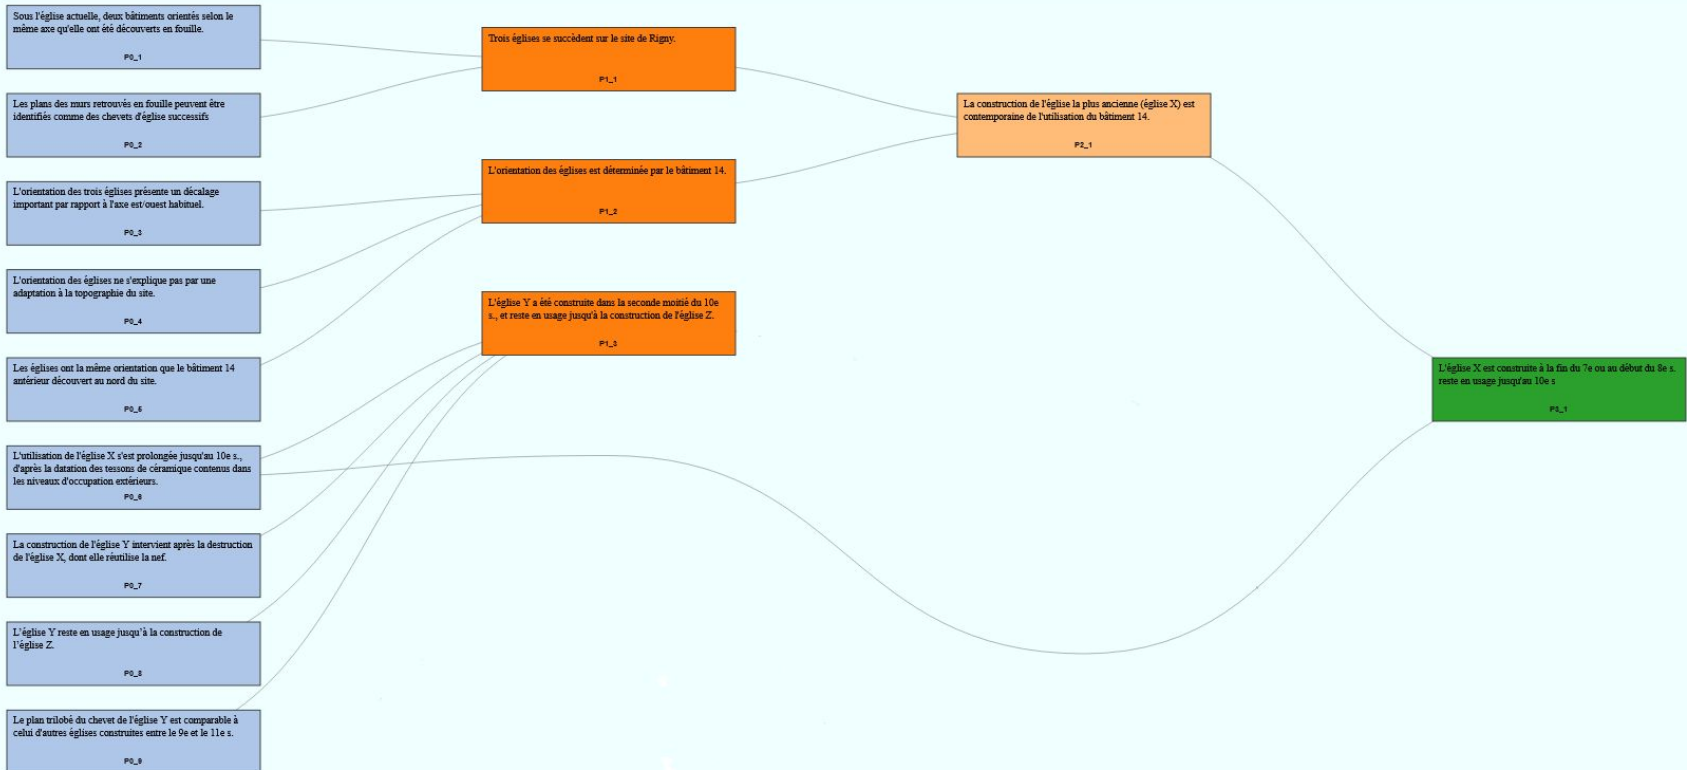 Sous l'église actuelle, deux bâtiments orientés selon le
même axe qu'elle ont été découverts en fouille.
P0_1
Les plans des murs retrouvés en fouille peuvent être
identifiés comme des chevets d'église successifs
P0_2
L'orientation des trois églises présente un décalage
important par rapport à l'axe est/ouest habituel.
P0_3
L'orientation des églises ne s'explique pas par une
adaptation à la topographie du site.
P0_4
Les églises ont la même orientation que le bâtiment 14
antérieur découvert au nord du site.
P0_5
L'utilisation de l'église X s'est prolongée jusqu'au 10e s.,
d'après la datation des tessons de céramique contenus dans
les niveaux d'occupation extérieurs.
P0_6
La construction de l'église Y intervient après la destruction
de l'église X, dont elle réutilise la nef.
P0_7
L'église Y reste en usage jusqu'à la construction de
l'église Z.
P0_8
Le plan trilobé du chevet de l'église Y est comparable à
celui d'autres églises construites entre le 9e et le 11e s.
P0_9
Trois églises se succèdent sur le site de Rigny.
P1_1
L'orientation des églises est déterminée par le bâtiment 14.
P1_2
L'église Y a été construite dans la seconde moitié du 10e
s., et reste en usage jusqu'à la construction de l'église Z.
P1_3
La construction de l'église la plus ancienne (église X) est
contemporaine de l'utilisation du bâtiment 14.
P2_1
L'église X est construite à la fin du 7e ou au début du 8e s.
reste en usage jusqu'au 10e s
P3_1